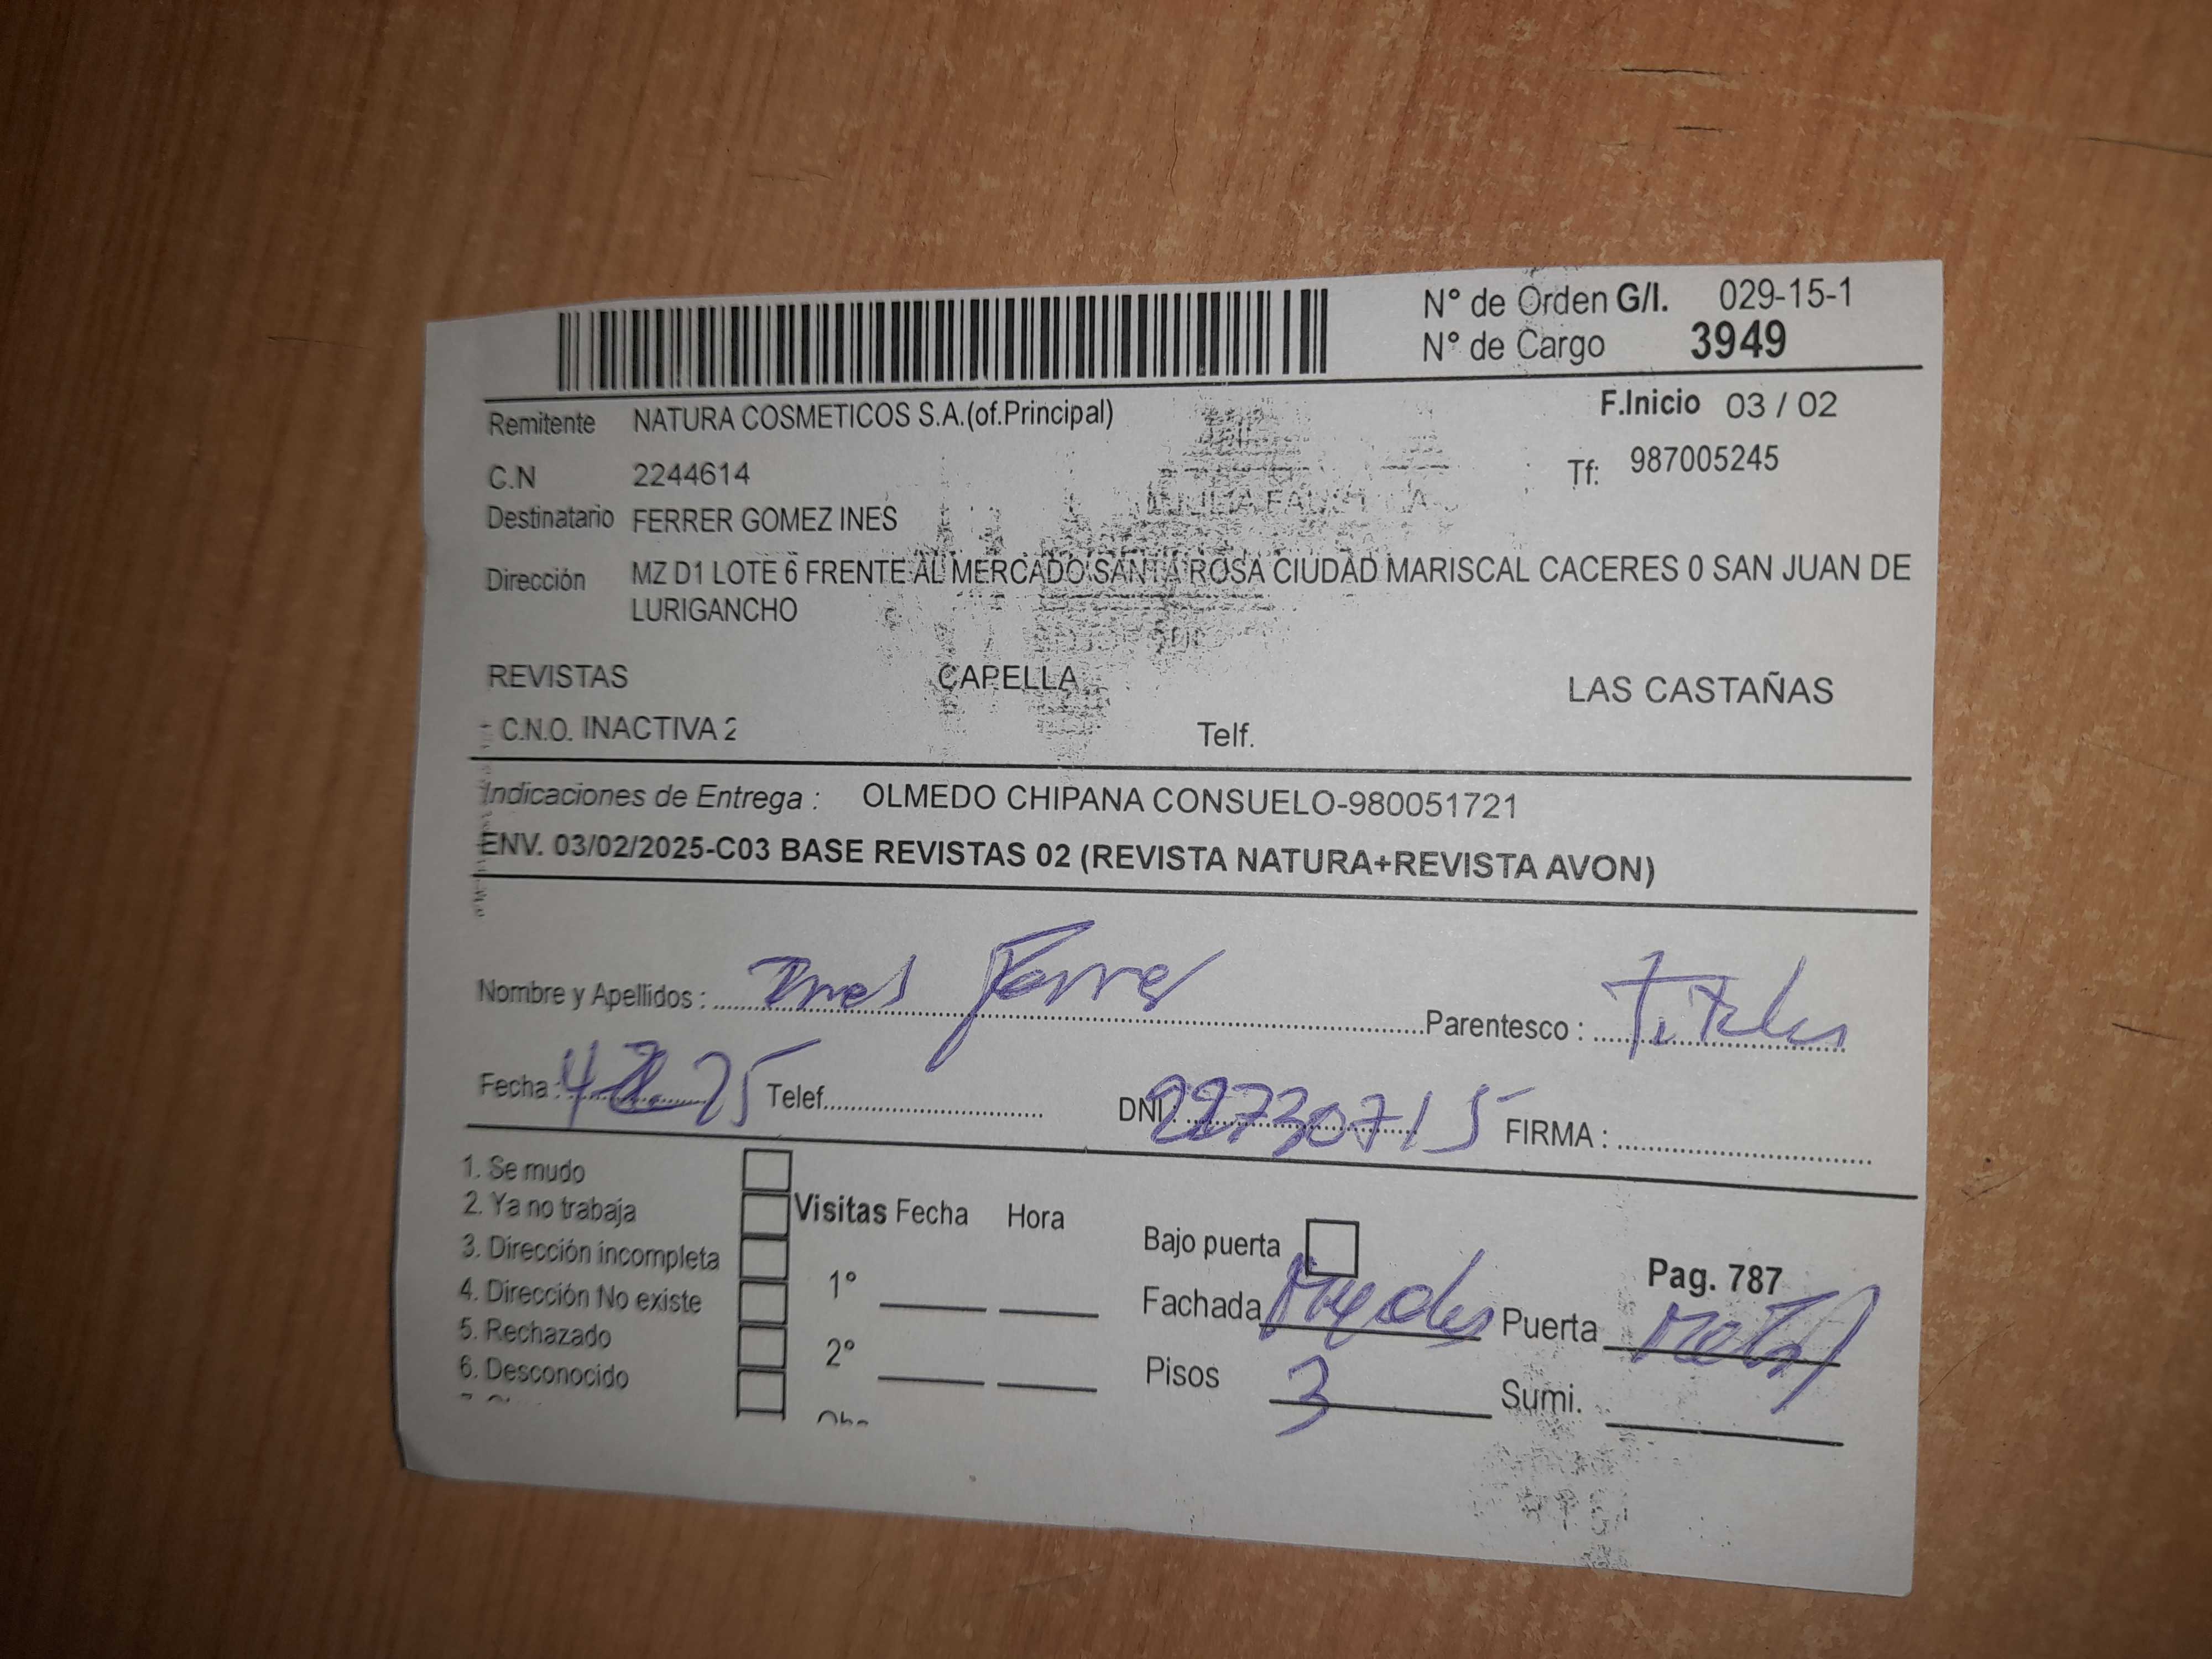 N° de Orden G/I. 029-15-1
N° de Cargo 3949
Remitente NATURA COSMETICOS S.A.(of.Principal) F.Inicio 03 / 02
C.N 2244614 Tf: 987005245
Destinatario FERRER GOMEZ INES
Dirección MZ D1 LOTE 6 FRENTE AL MERCADO SANTA ROSA CIUDAD MARISCAL CACERES 0 SAN JUAN DE
LURIGANCHO
REVISTAS CAPELLA LAS CASTAÑAS
C.N.O. INACTIVA 2 Telf.
Indicaciones de Entrega : OLMEDO CHIPANA CONSUELO-980051721
ENV. 03/02/2025-C03 BASE REVISTAS 02 (REVISTA NATURA+REVISTA AVON)
Nombre y Apellidos : Ines Ferrer Parentesco :
Fecha : Telef. DNI FIRMA :
1. Se mudo
2. Ya no trabaja
3. Dirección incompleta
4. Dirección No existe
5. Rechazado
6. Desconocido
Visitas Fecha Hora
1°
2°
Bajo puerta Pag. 787
Fachada Puerta Metal
Pisos 3 Sumi.